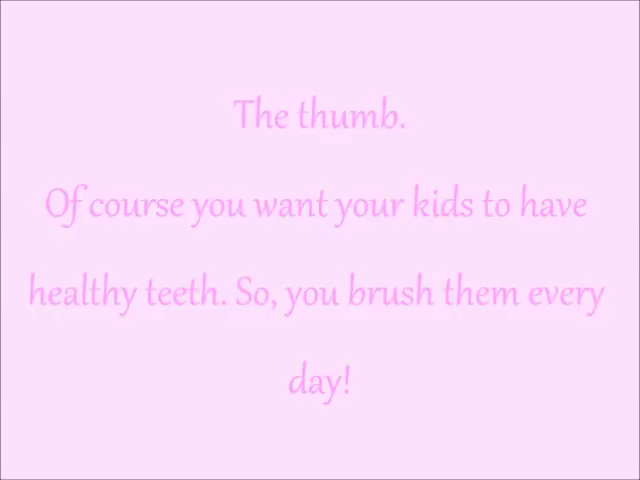 The thumb.
Of course you want your kids to have
healthy teeth. So, you brush them every
day!